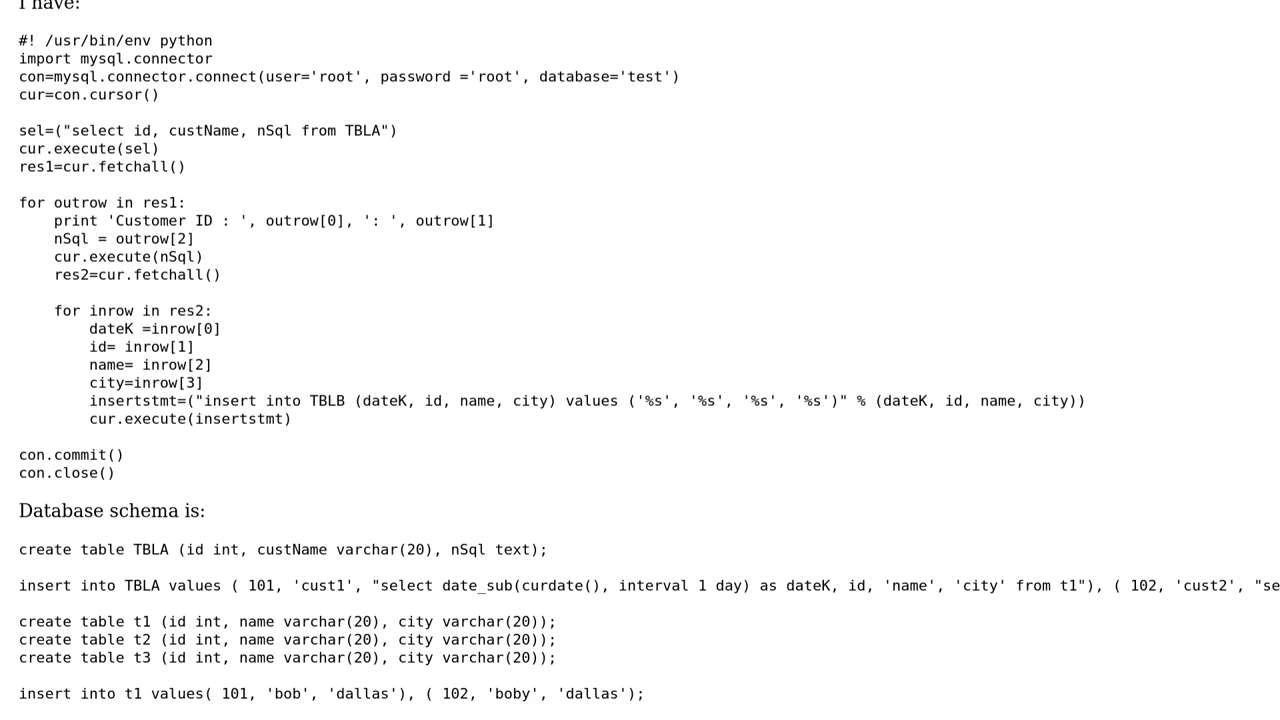 I have:
#! /usr/bin/env python
import mysql.connector
con=mysql.connector.connect(user='root', password ='root', database='test')
cur=con.cursor()
sel=("select id, custName, nSql from TBLA")
cur.execute(sel)
res1=cur.fetchall()
for outrow in res1:
    print 'Customer ID : ', outrow[0], ': ', outrow[1]
    nSql = outrow[2]
    cur.execute(nSql)
    res2=cur.fetchall()
    for inrow in res2:
        dateK =inrow[0]
        id= inrow[1]
        name= inrow[2]
        city=inrow[3]
        insertstmt=("insert into TBLB (dateK, id, name, city) values ('%s', '%s', '%s', '%s')" % (dateK, id, name, city))
        cur.execute(insertstmt)
con.commit()
con.close()
Database schema is:
create table TBLA (id int, custName varchar(20), nSql text);
insert into TBLA values ( 101, 'cust1', "select date_sub(curdate(), interval 1 day) as dateK, id, 'name', 'city' from t1"), ( 102, 'cust2', "se
create table t1 (id int, name varchar(20), city varchar(20));
create table t2 (id int, name varchar(20), city varchar(20));
create table t3 (id int, name varchar(20), city varchar(20));
insert into t1 values( 101, 'bob', 'dallas'), ( 102, 'boby', 'dallas');